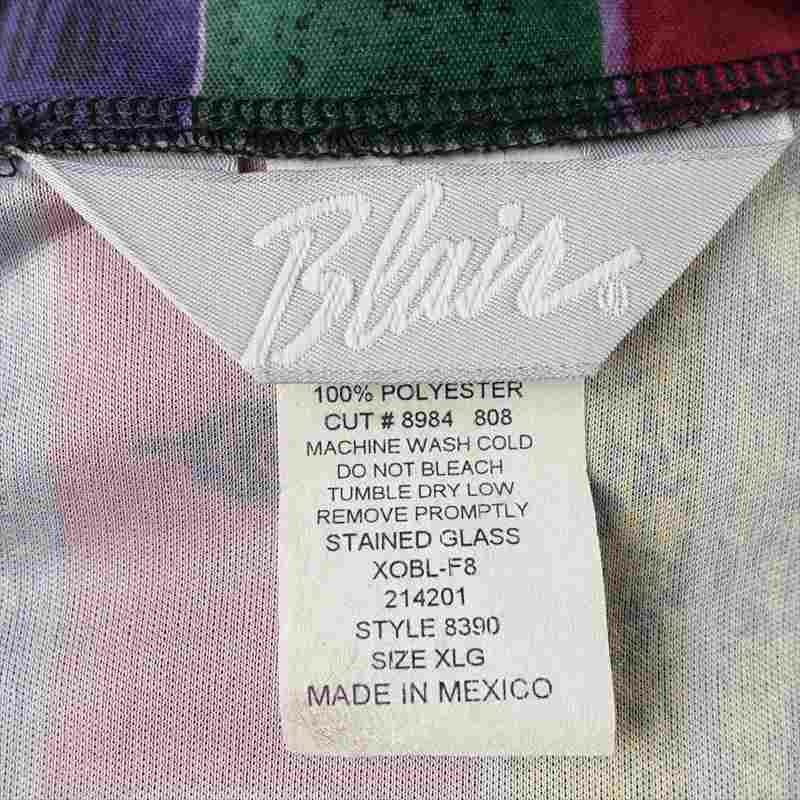 Blair®
100% POLYESTER
CUT # 8984 808
MACHINE WASH COLD
DO NOT BLEACH
TUMBLE DRY LOW
REMOVE PROMPTLY
STAINED GLASS
XOBL-F8
214201
STYLE 8390
SIZE XLG
MADE IN MEXICO